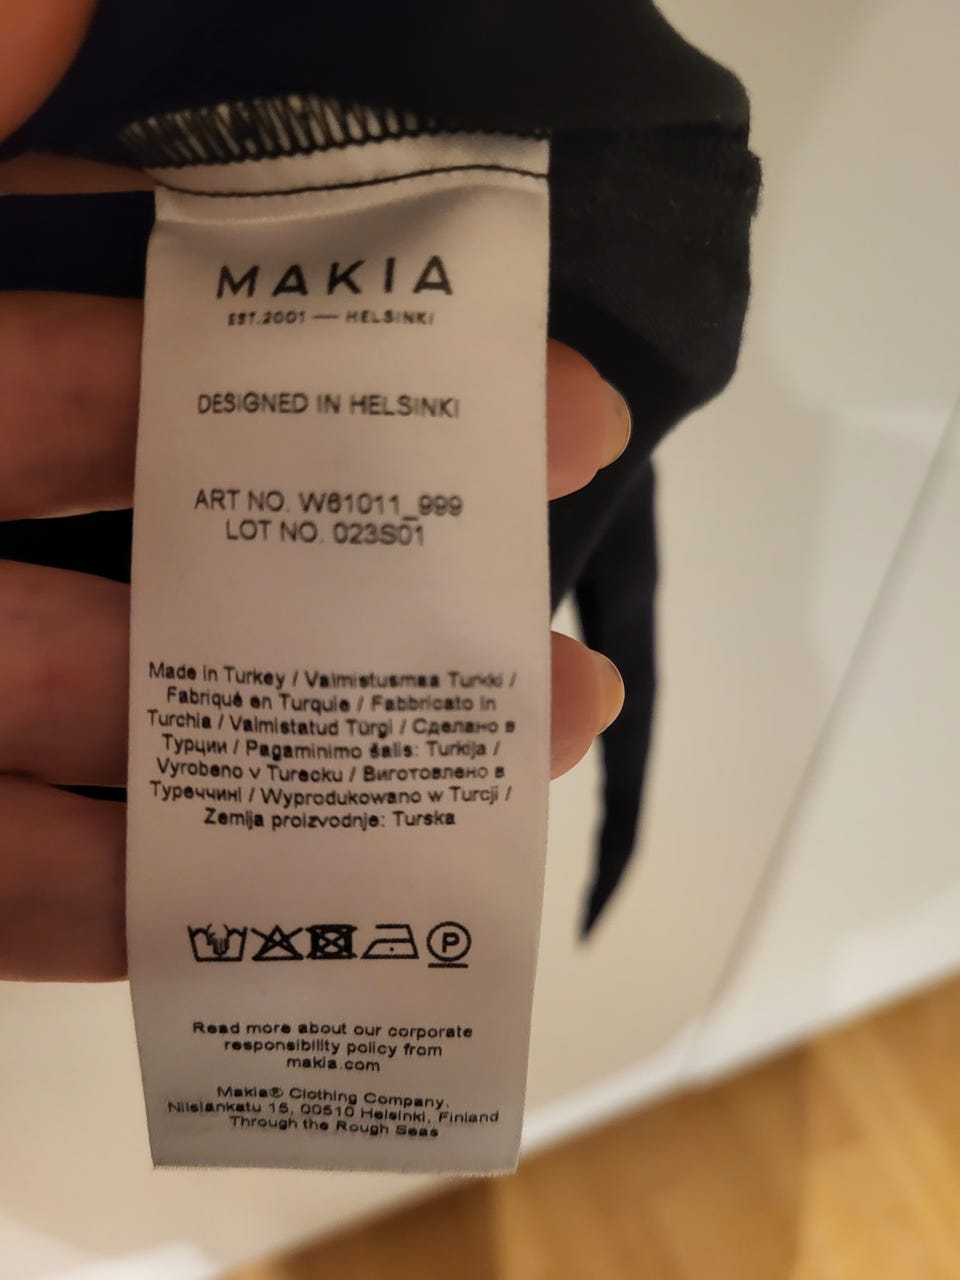 MAKIA
EST.2001 — HELSINKI
DESIGNED IN HELSINKI
ART NO. W61011_999
LOT NO. 023S01
Made in Turkey / Valmistusmaa Turkki /
Fabriqué en Turquie / Fabbricato in
Turchia / Valmistatud Türgi / Сделано в
Турции / Pagaminimo šalis: Turkija /
Vyrobeno v Turecku / Виготовлено в
Туреччині / Wyprodukowano w Turcji /
Zemlja proizvodnje: Turska
P
Read more about our corporate
responsibility policy from
makia.com
Makia® Clothing Company.
Nilsiänkatu 15, 00510 Helsinki, Finland
Through the Rough Seas